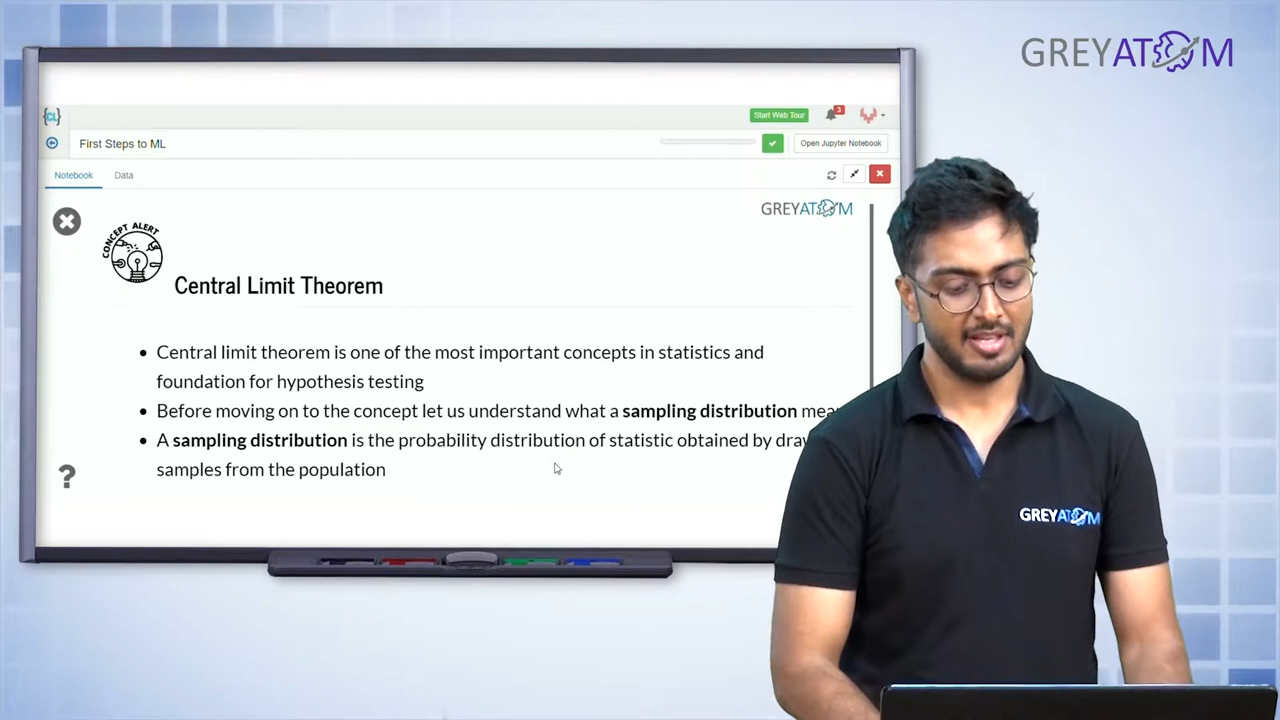 GREYATOM
{CL}
Start Web Tour
3
First Steps to ML
Open Jupyter Notebook
Notebook
Data
GREYATOM
CONCEPT ALERT
Central Limit Theorem
Central limit theorem is one of the most important concepts in statistics and
foundation for hypothesis testing
Before moving on to the concept let us understand what a sampling distribution
A sampling distribution is the probability distribution of statistic obtained by
samples from the population
?
GREYATOM